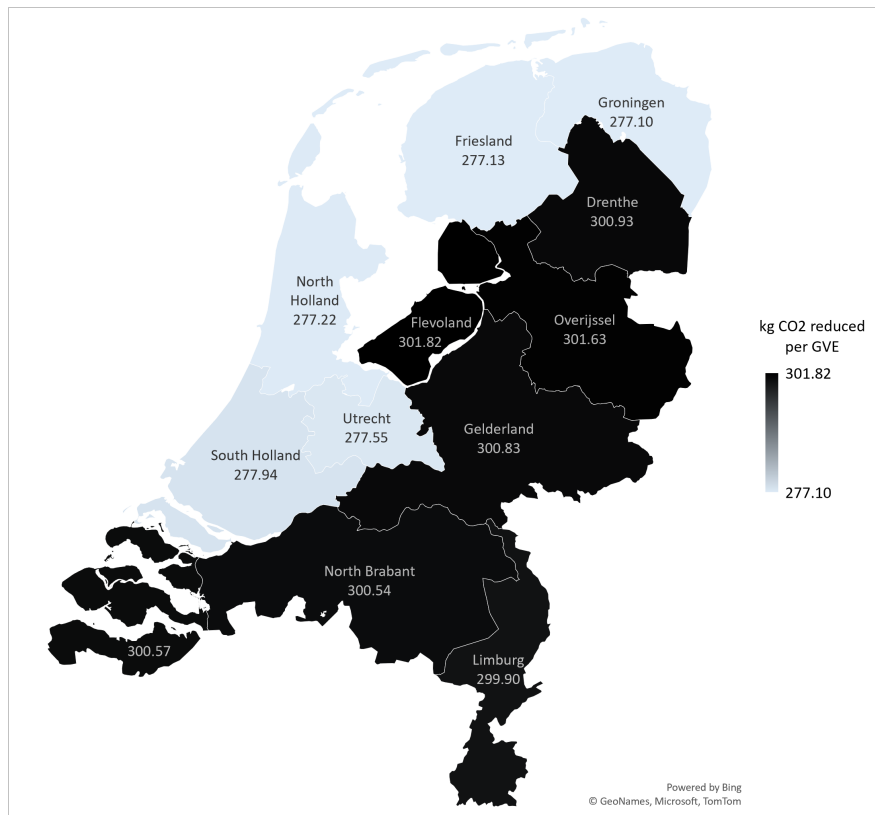 Groningen
277.10
Friesland
277.13
Drenthe
300.93
North
Holland
277.22
Flevoland
301.82
Overijssel
301.63
kg CO2 reduced
per GVE
301.82
277.10
Utrecht
277.55
Gelderland
300.83
South Holland
277.94
North Brabant
300.54
300.57
Limburg
299.90
Powered by Bing
© GeoNames, Microsoft, TomTom